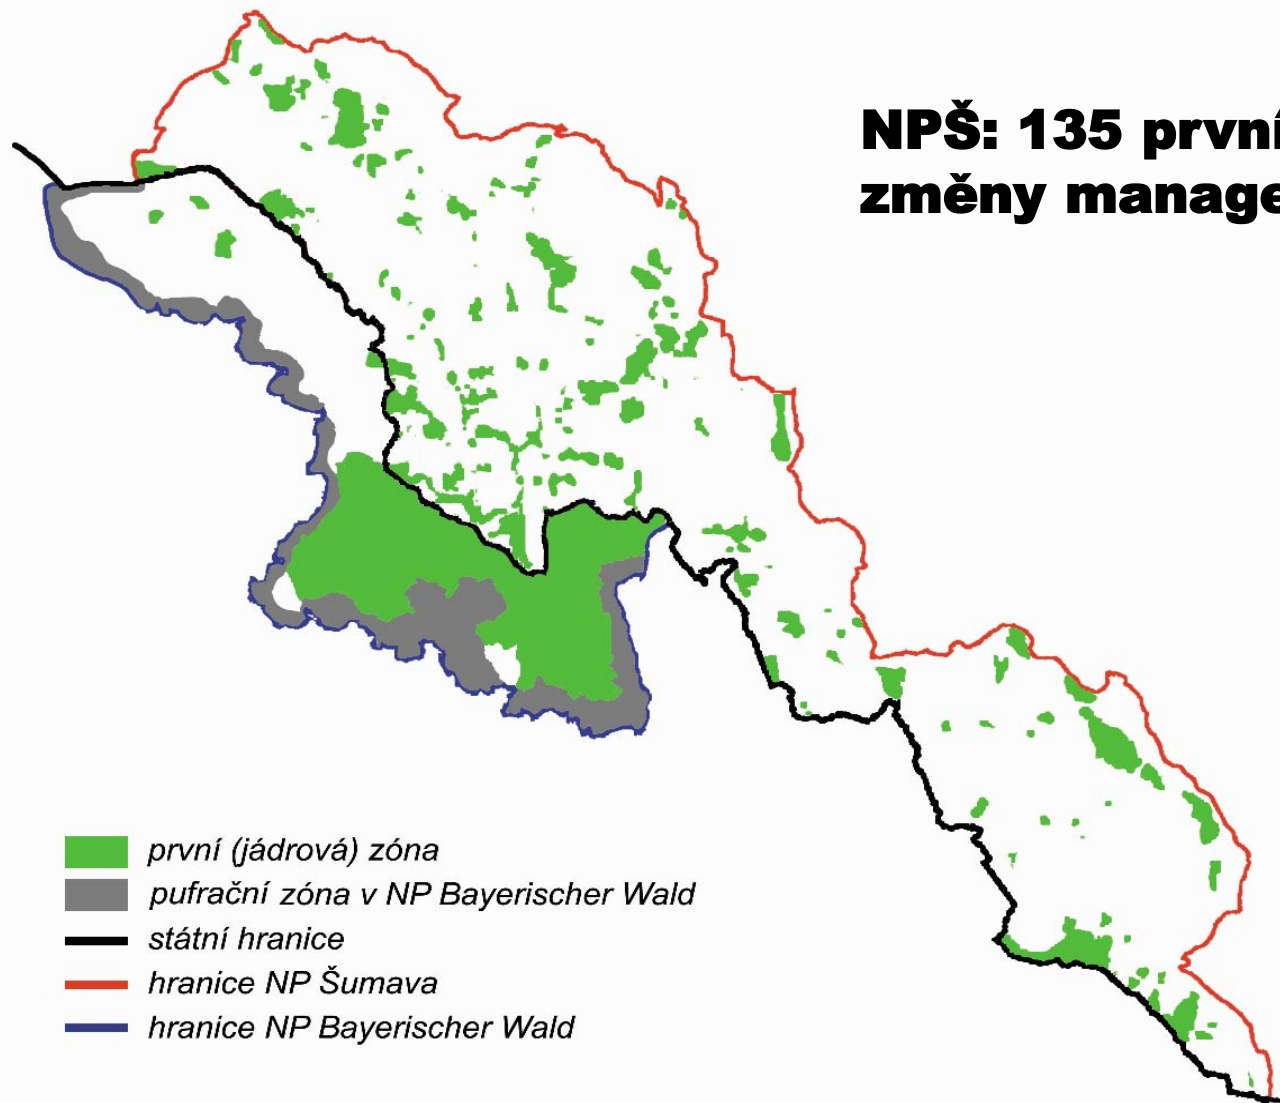 NPŠ: 135 první
změny manage
první (jádrová) zóna
pufrační zóna v NP Bayerischer Wald
státní hranice
hranice NP Šumava
hranice NP Bayerischer Wald